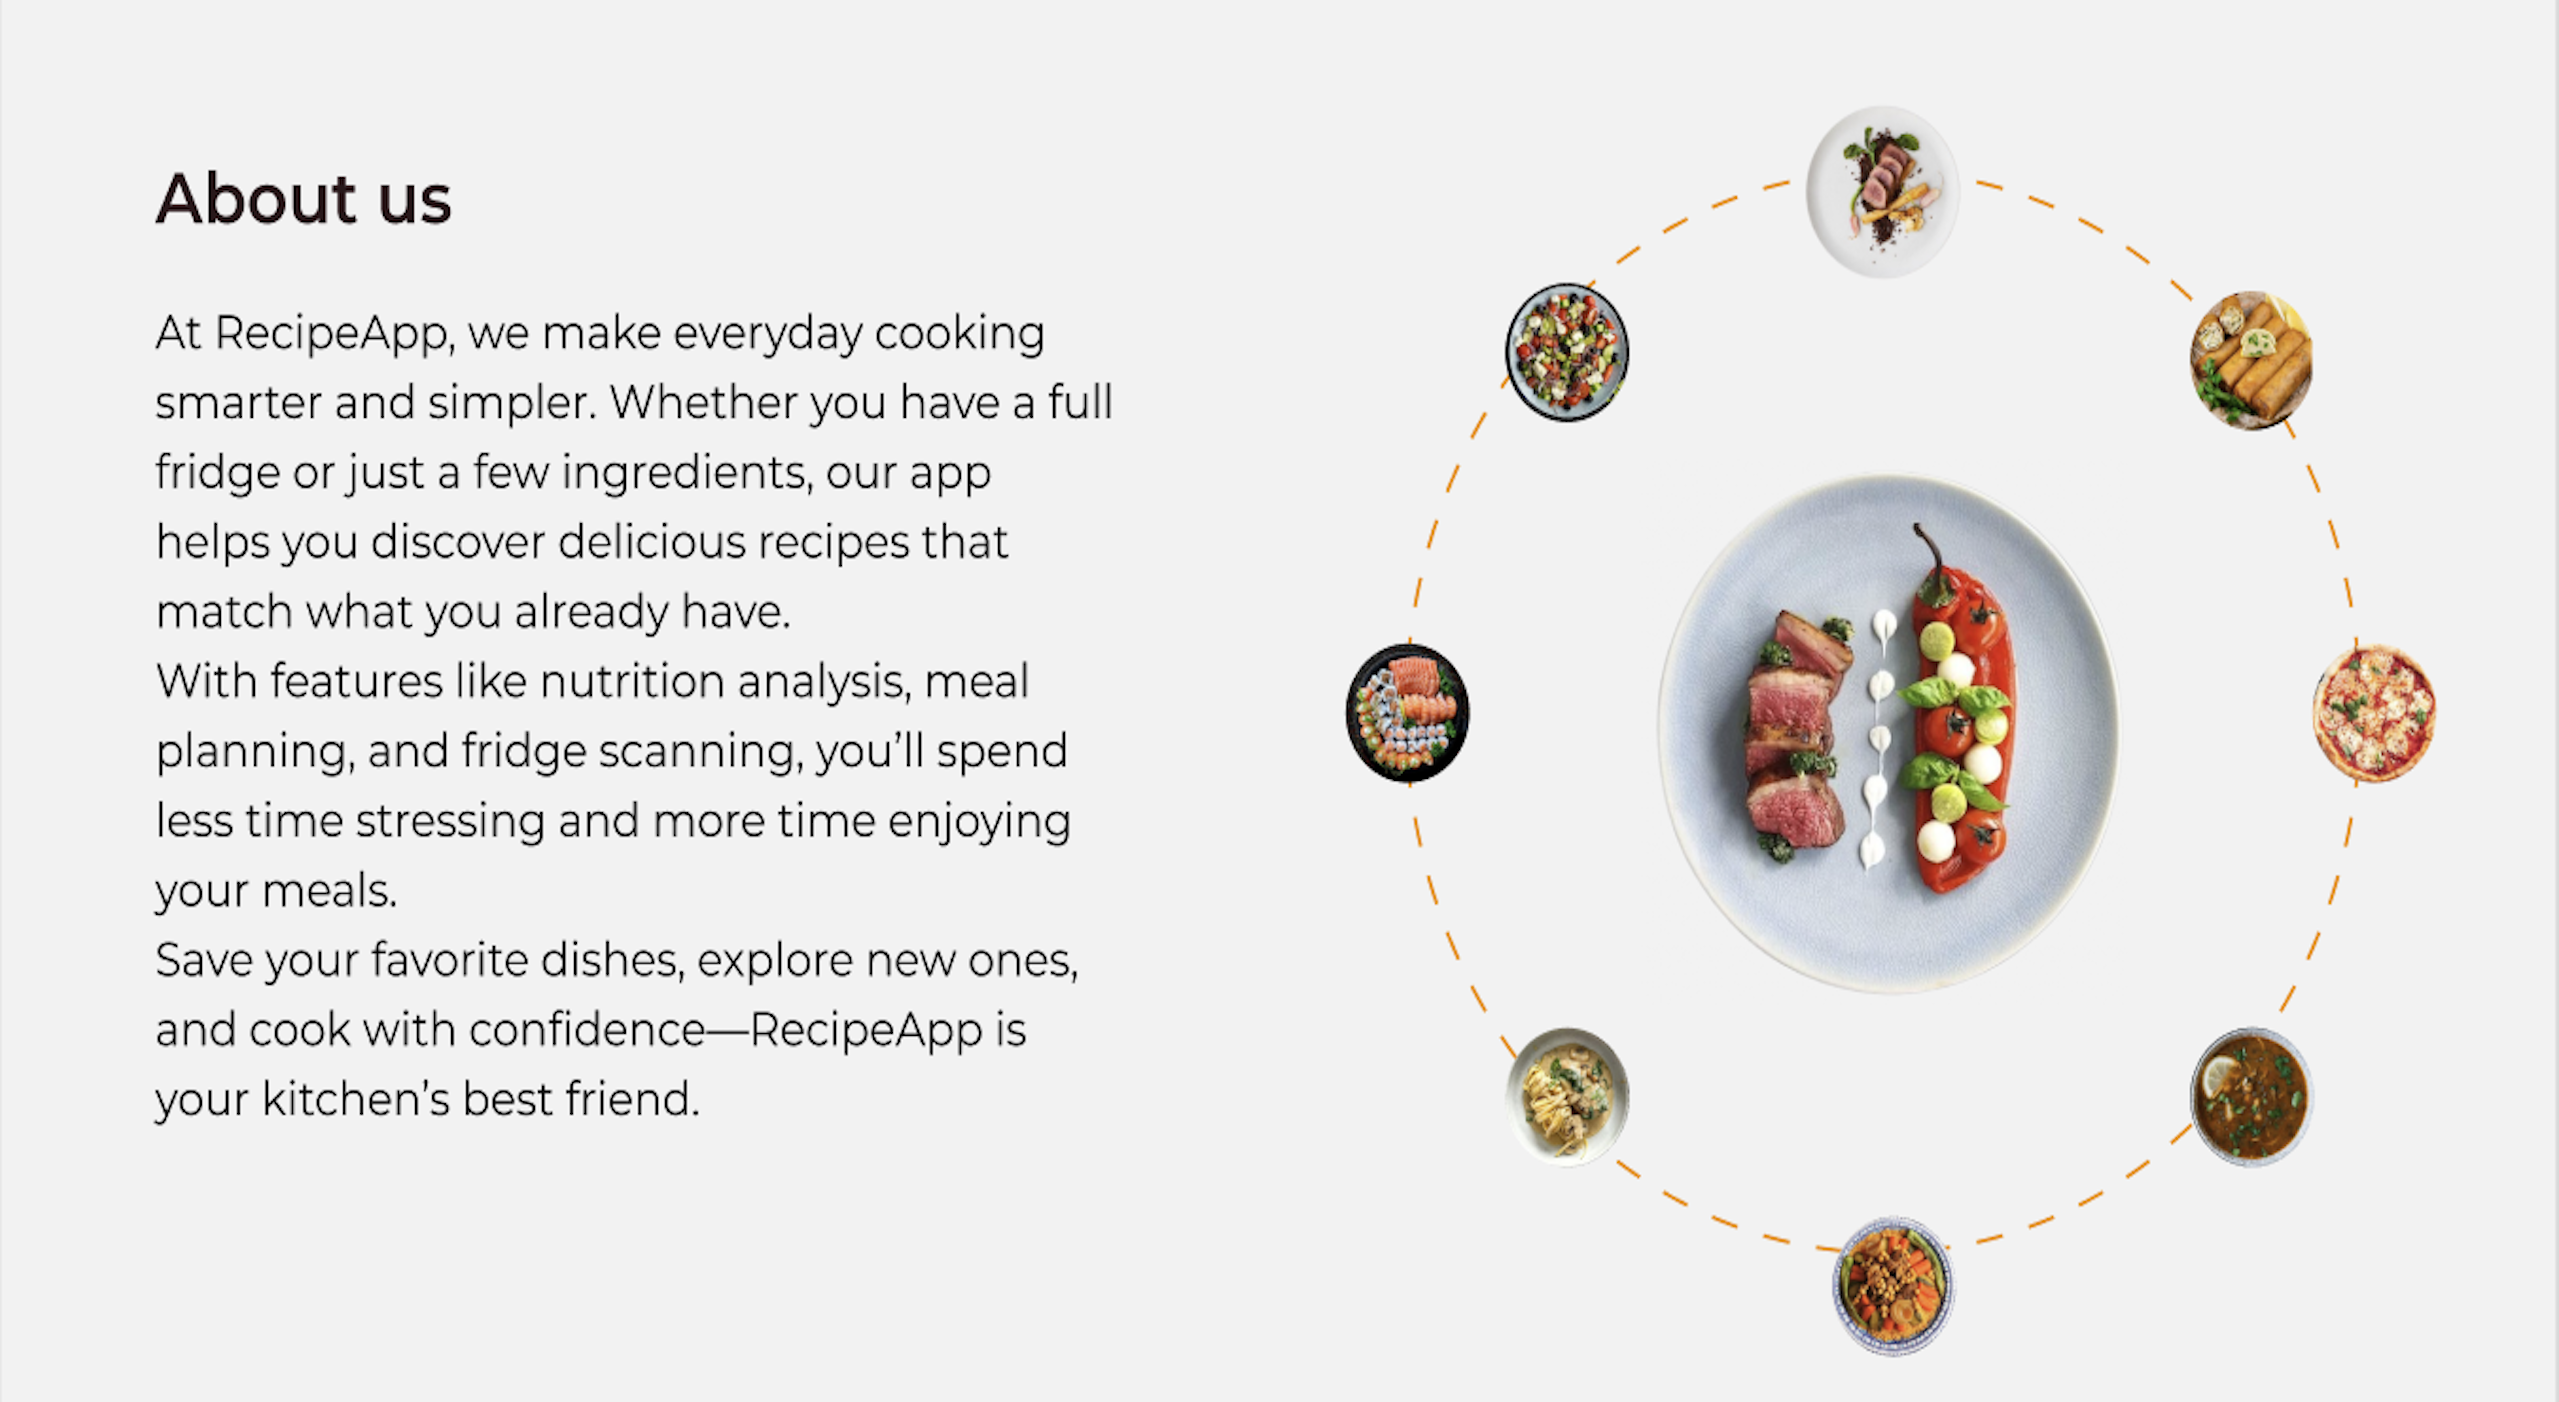 About us
At RecipeApp, we make everyday cooking
smarter and simpler. Whether you have a full
fridge or just a few ingredients, our app
helps you discover delicious recipes that
match what you already have.
With features like nutrition analysis, meal
planning, and fridge scanning, you’ll spend
less time stressing and more time enjoying
your meals.
Save your favorite dishes, explore new ones,
and cook with confidence—RecipeApp is
your kitchen’s best friend.